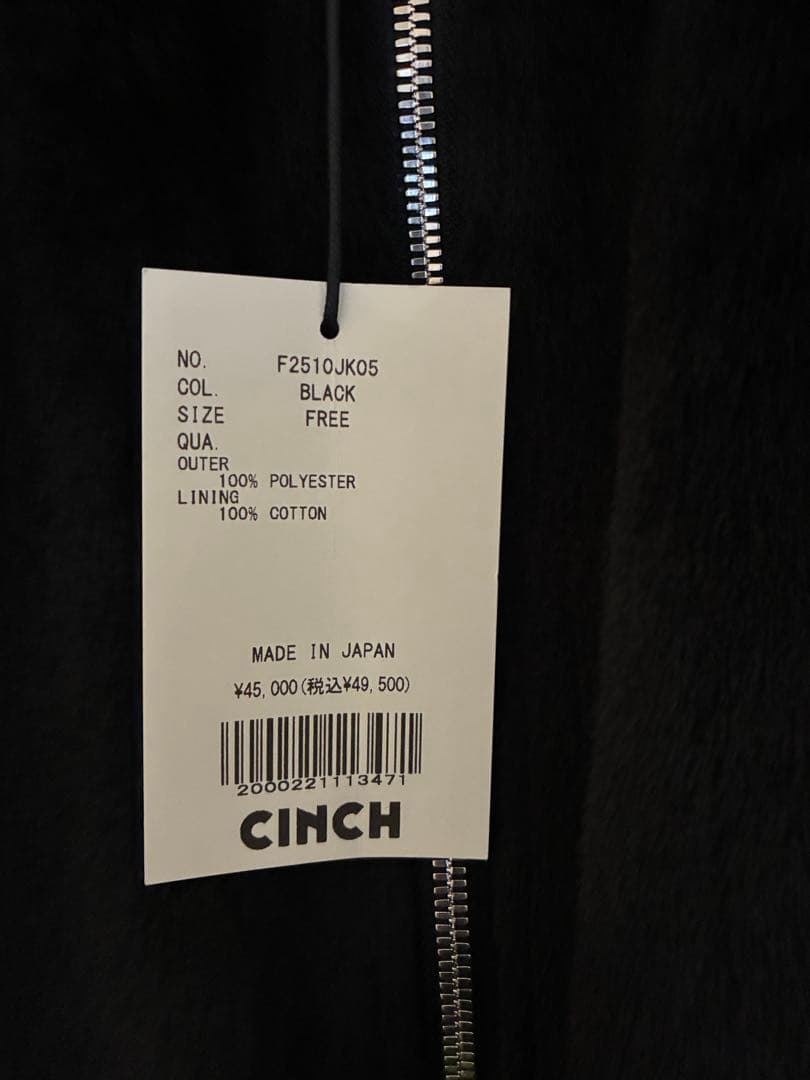 NO. F2510JK05
COL. BLACK
SIZE FREE
QUA.
OUTER
100% POLYESTER
LINING
100% COTTON
MADE IN JAPAN
¥45,000(税込¥49,500)
2000221113471
CINCH